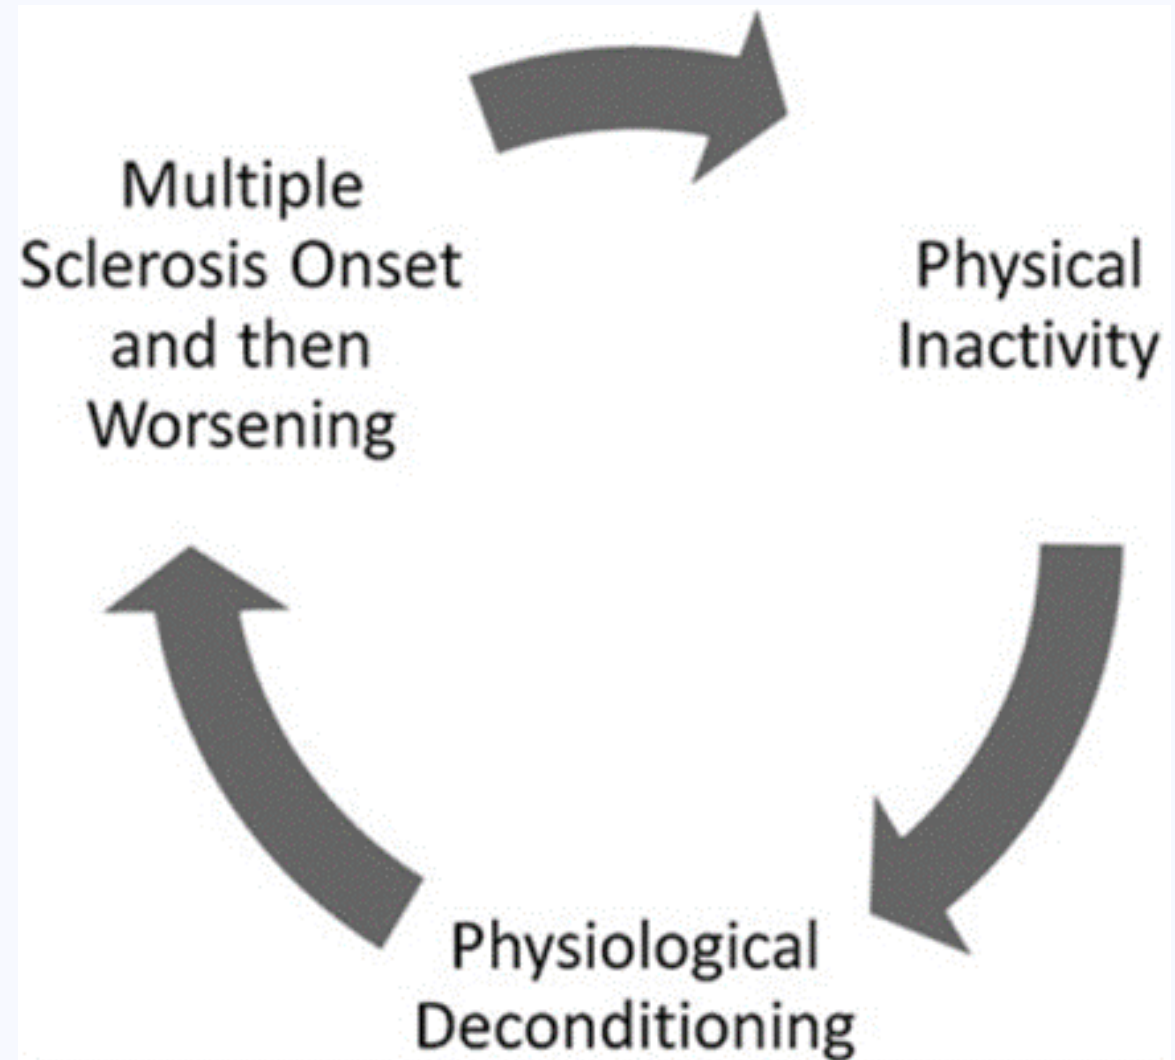 Multiple
Sclerosis Onset
and then
Worsening
Physical
Inactivity
Physiological
Deconditioning